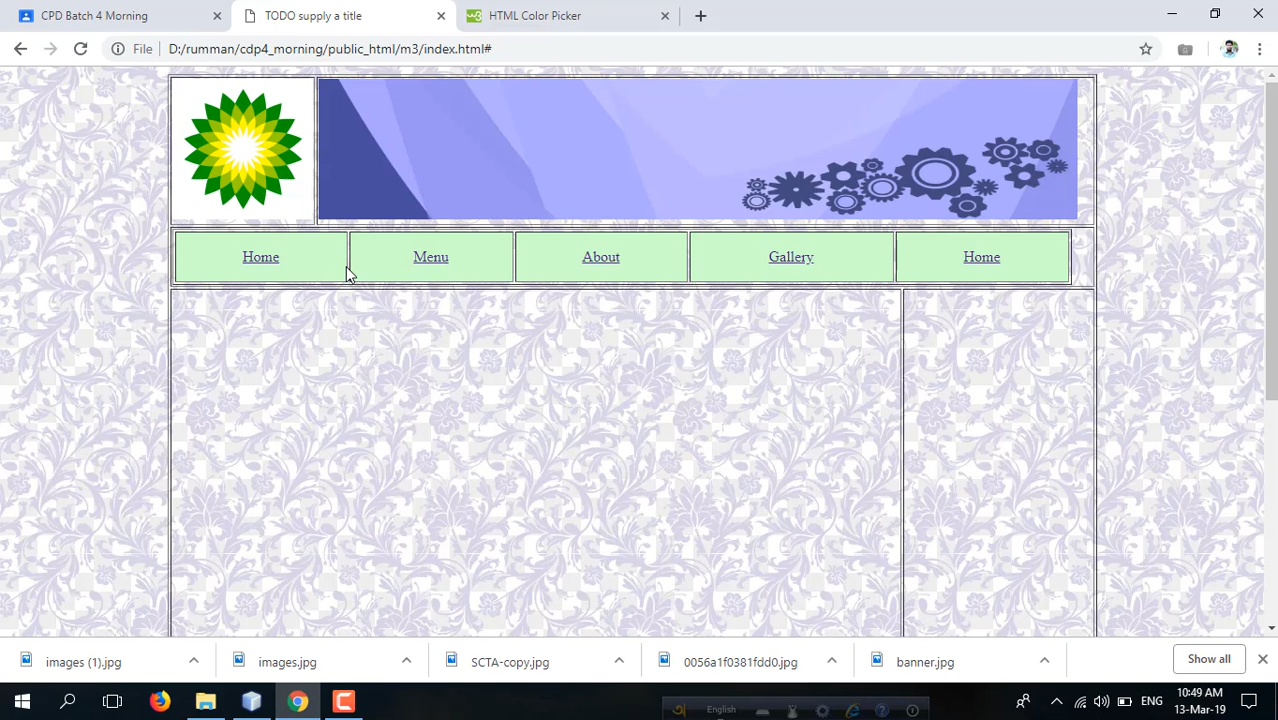 CPD Batch 4 Morning
TODO supply a title
HTML Color Picker
File D:/rumman/cdp4_morning/public_html/m3/index.html#
Home Menu About Gallery Home
images (1).jpg
images.jpg
SCTA-copy.jpg
0056a1f0381fdd0.jpg
banner.jpg
Show all
English
ENG
10:49 AM
13-Mar-19